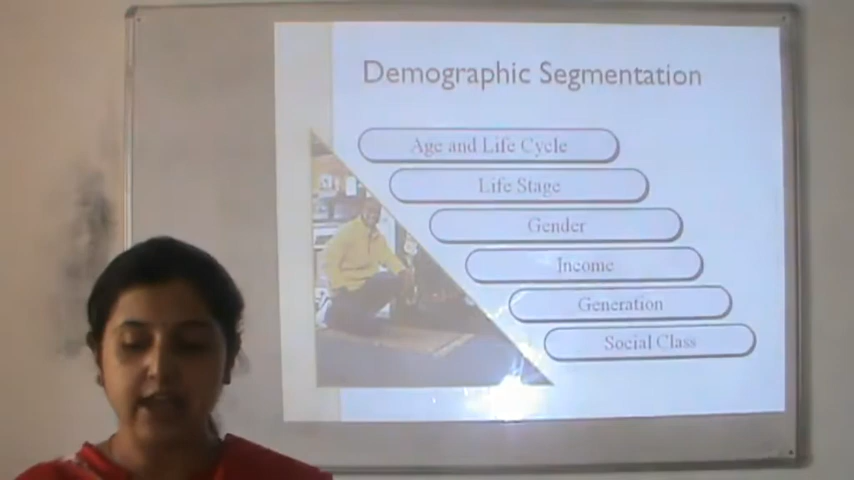 Demographic Segmentation
Age and Life Cycle
Life Stage
Gender
Income
Generation
Social Class